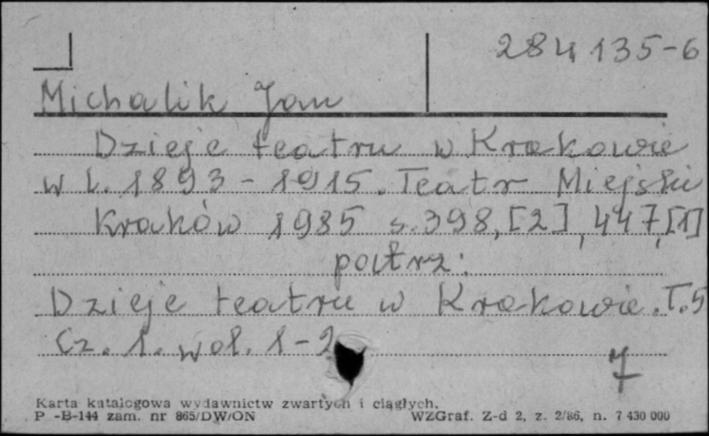 284135-6
Michalik Jan
Dzieje teatru w Krakowie
w l. 1893-1915. Teatr Miejski
Kraków 1985 s. 398, [2], 447, [1]
patrz:
Dzieje teatru w Krakowie. T. 5
Cz. 1. wol. 1-2
7
Karta katalogowa wydawnictw zwartych i ciągłych.
P -B-144 zam. nr 865/DW/ON WZGraf. Z-d 2, z. 2/86, n. 7 430 000